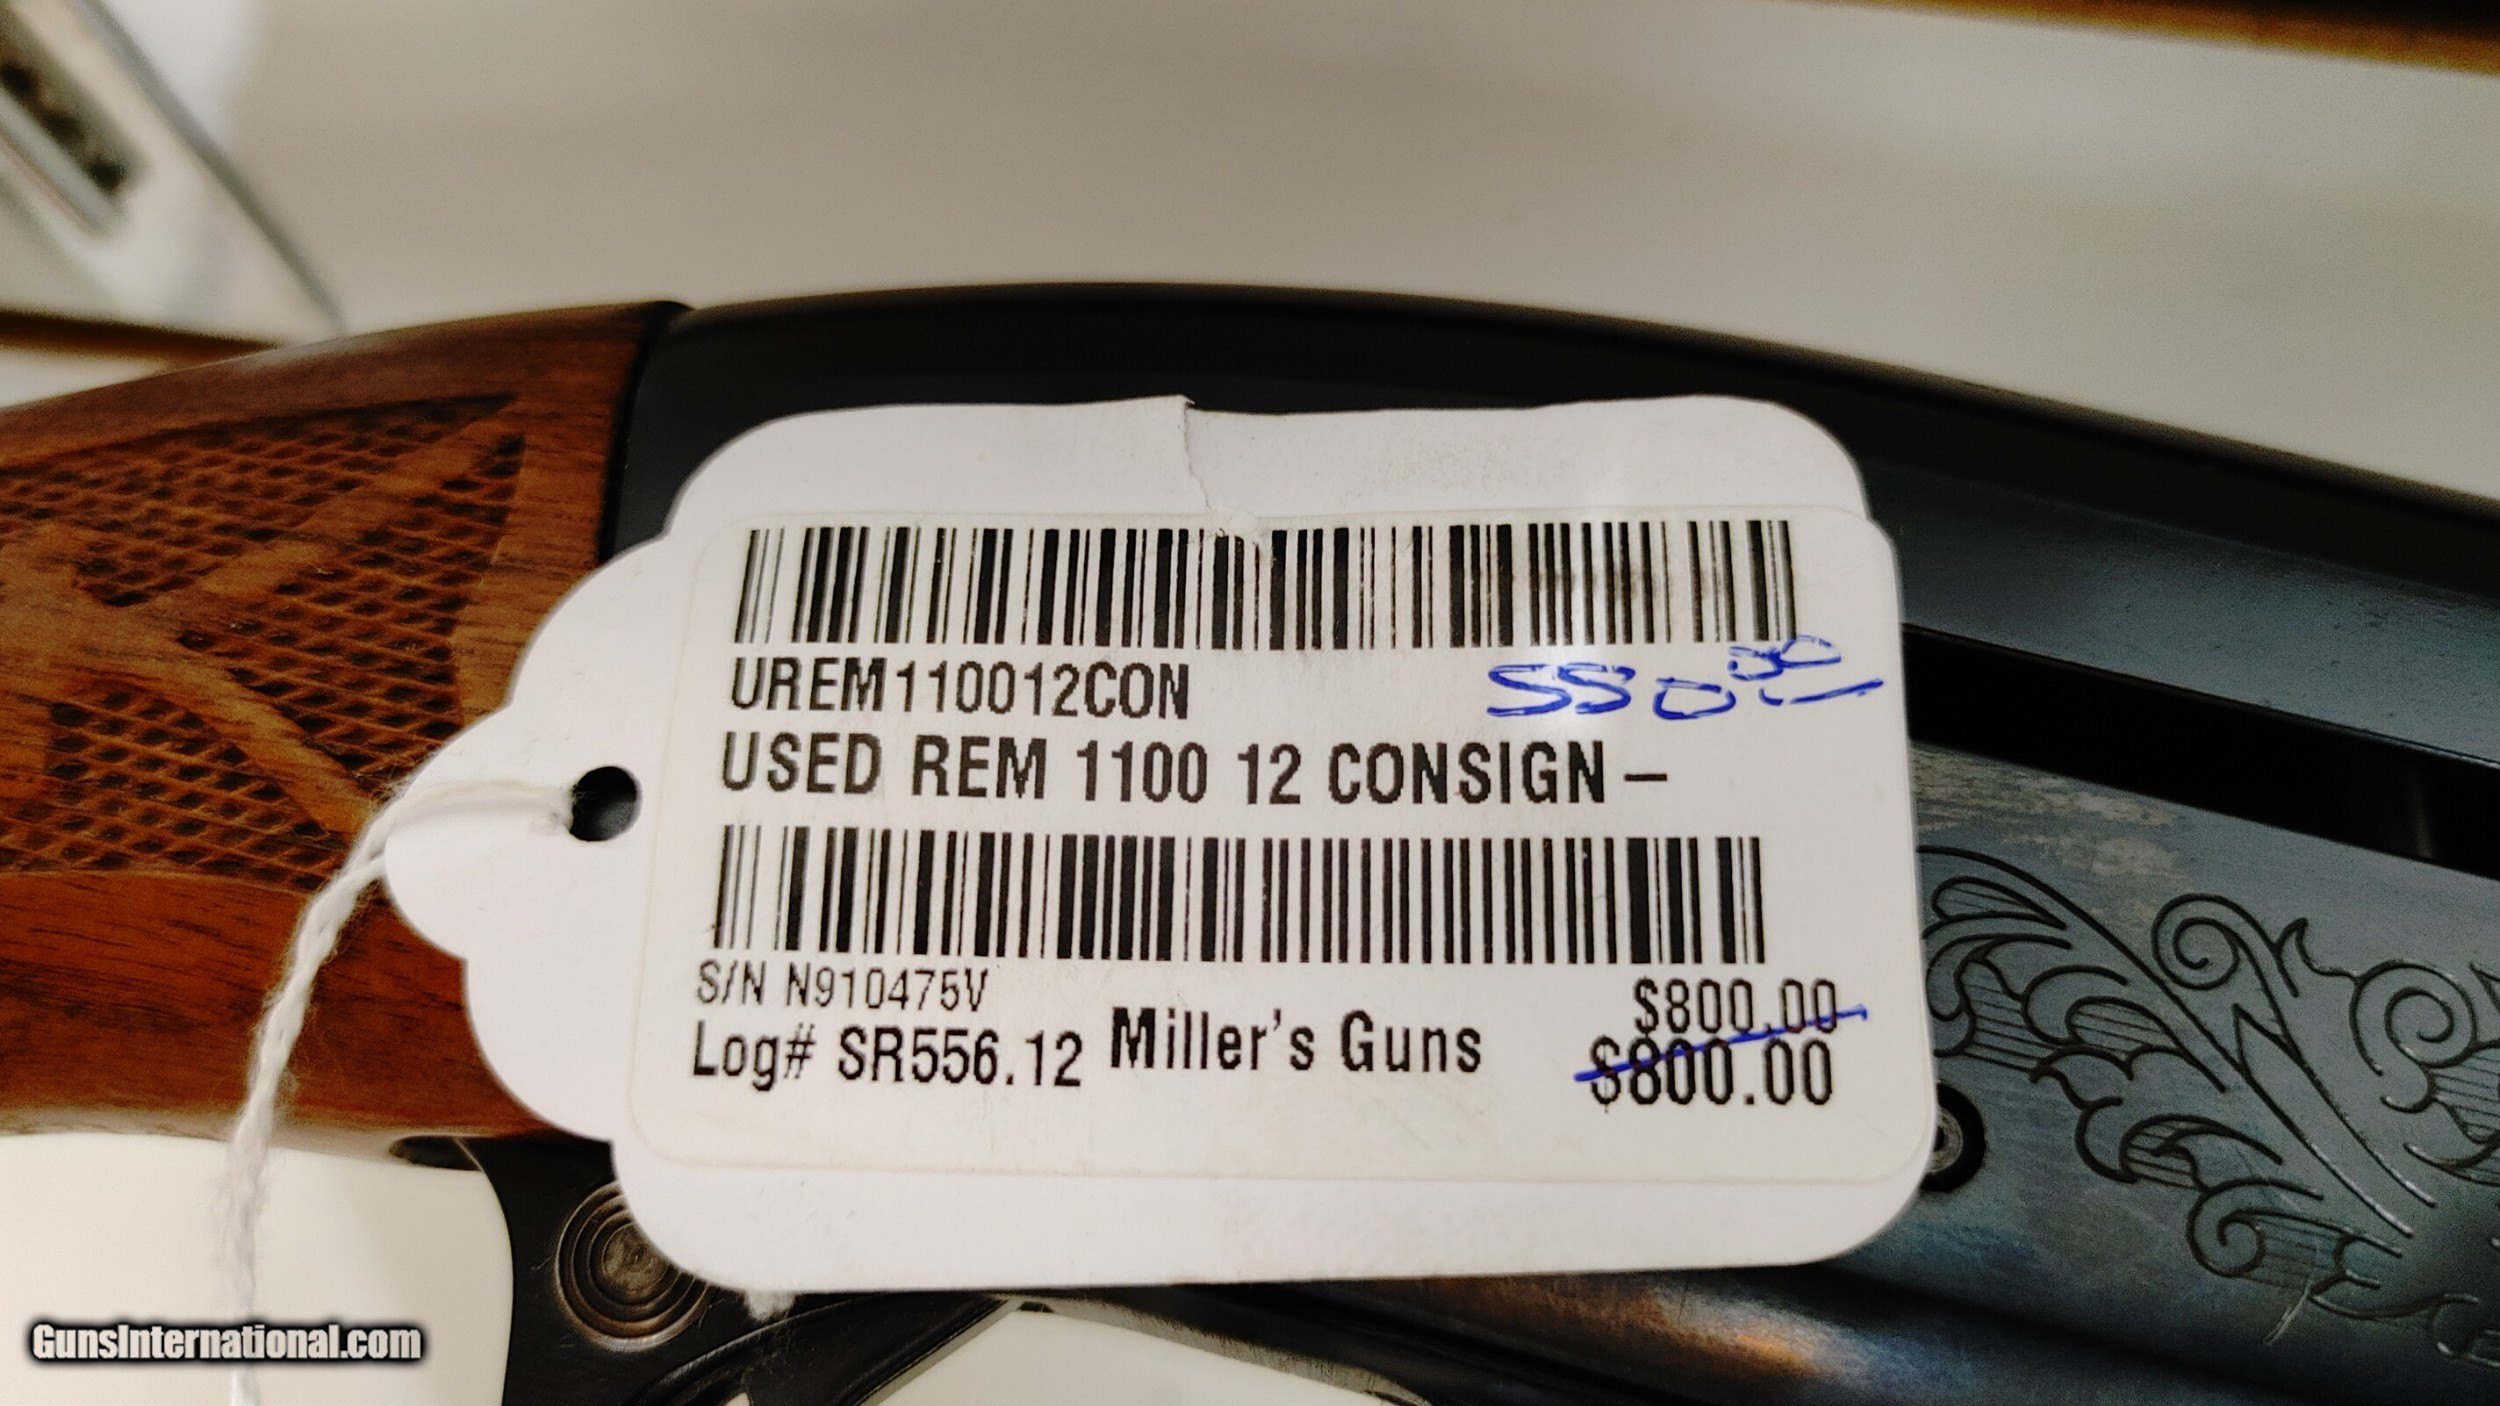 UREM110012CON
550.00
USED REM 1100 12 CONSIGN –
S/N N910475V
$800.00
Log# SR556.12 Miller's Guns
$800.00
GunsInternational.com